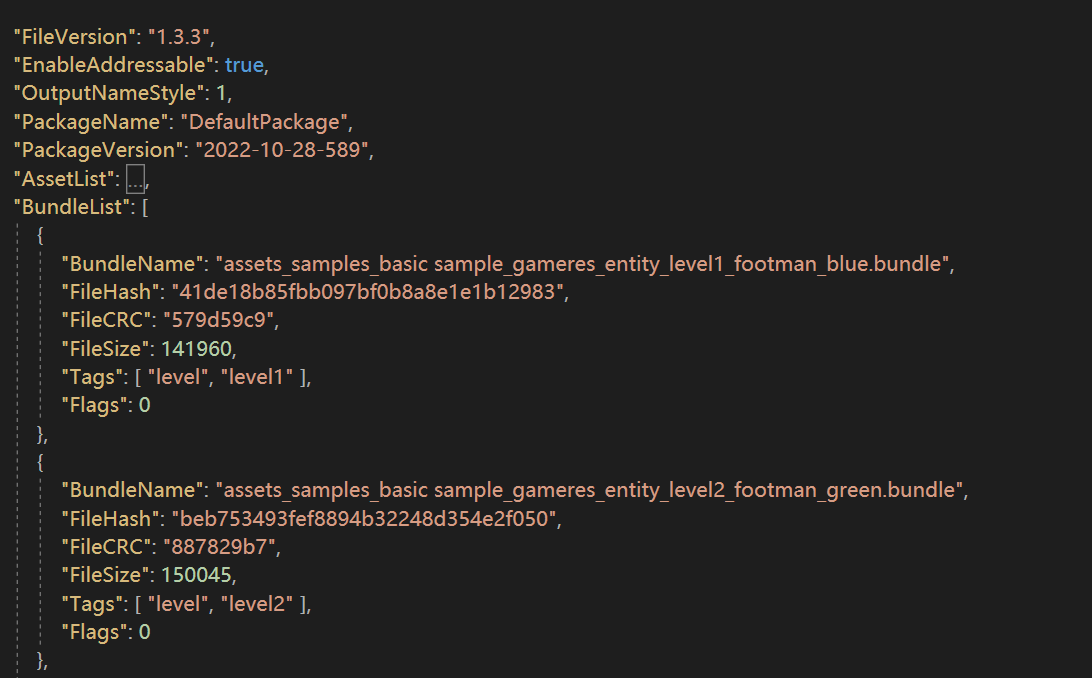 "FileVersion": "1.3.3",
"EnableAddressable": true,
"OutputNameStyle": 1,
"PackageName": "DefaultPackage",
"PackageVersion": "2022-10-28-589",
"AssetList": ...,
"BundleList": [
{
"BundleName": "assets_samples_basic sample_gameres_entity_level1_footman_blue.bundle",
"FileHash": "41de18b85fbb097bf0b8a8e1e1b12983",
"FileCRC": "579d59c9",
"FileSize": 141960,
"Tags": [ "level", "level1" ],
"Flags": 0
},
{
"BundleName": "assets_samples_basic sample_gameres_entity_level2_footman_green.bundle",
"FileHash": "beb753493fef8894b32248d354e2f050",
"FileCRC": "887829b7",
"FileSize": 150045,
"Tags": [ "level", "level2" ],
"Flags": 0
},